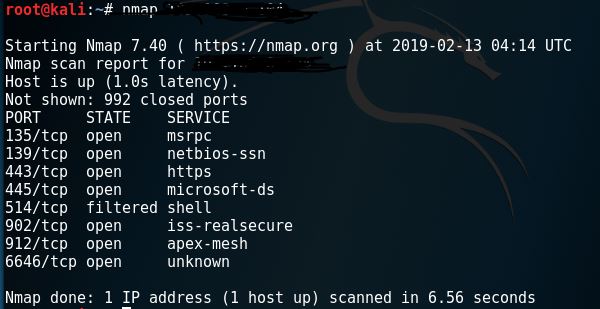 root@kali:~# nmap
Starting Nmap 7.40 ( https://nmap.org ) at 2019-02-13 04:14 UTC
Nmap scan report for
Host is up (1.0s latency).
Not shown: 992 closed ports
PORT     STATE    SERVICE
135/tcp  open     msrpc
139/tcp  open     netbios-ssn
443/tcp  open     https
445/tcp  open     microsoft-ds
514/tcp  filtered shell
902/tcp  open     iss-realsecure
912/tcp  open     apex-mesh
6646/tcp open     unknown
Nmap done: 1 IP address (1 host up) scanned in 6.56 seconds